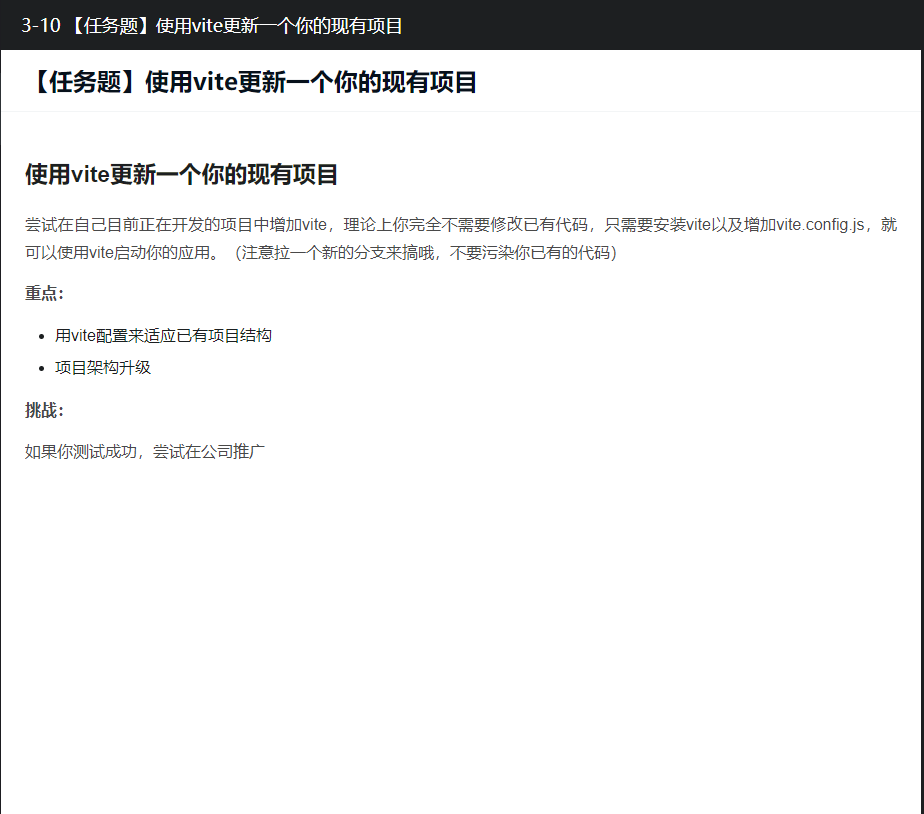 3-10 【任务题】使用vite更新一个你的现有项目
【任务题】使用vite更新一个你的现有项目
使用vite更新一个你的现有项目
尝试在自己目前正在开发的项目中增加vite，理论上你完全不需要修改已有代码，只需要安装vite以及增加vite.config.js，就
可以使用vite启动你的应用。（注意拉一个新的分支来搞哦，不要污染你已有的代码）
重点：
• 用vite配置来适应已有项目结构
• 项目架构升级
挑战：
如果你测试成功，尝试在公司推广